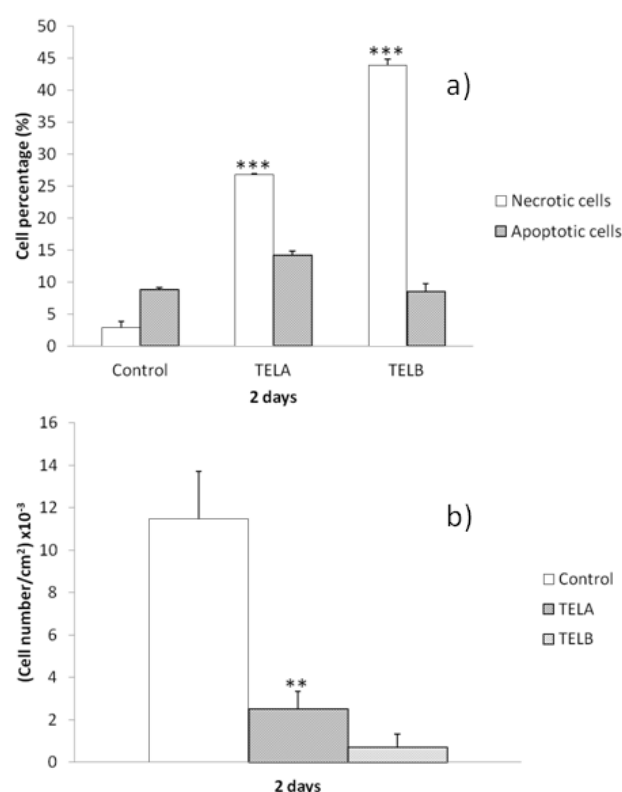 50
45
40
35
30
25
20
15
10
5
0
Cell percentage (%)
***
***
a)
Necrotic cells
Apoptotic cells
Control TELA TELB
2 days
16
14
12
10
8
6
4
2
0
(Cell number/cm²) x10⁻³
**
b)
Control
TELA
TELB
2 days